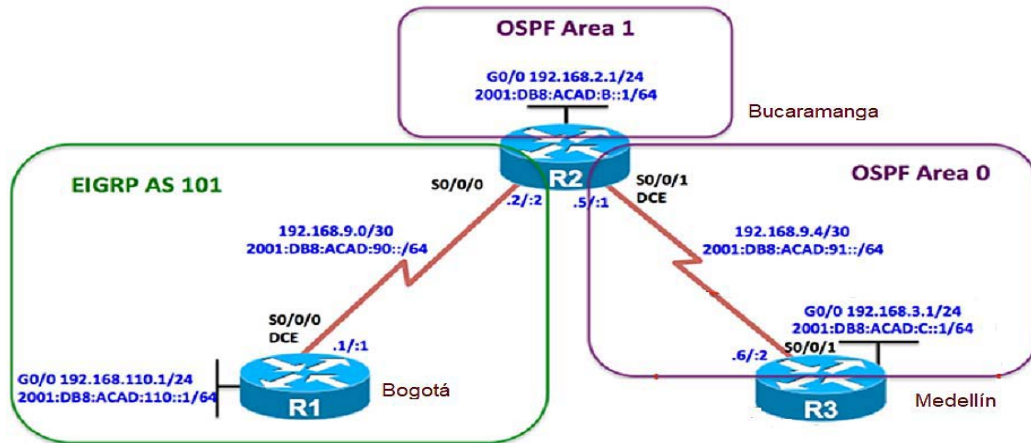 OSPF Area 1
G0/0 192.168.2.1/24
2001:DB8:ACAD:B::1/64
Bucaramanga
R2
EIGRP AS 101
S0/0/0
.2/:2
.5/:1
S0/0/1
DCE
OSPF Area 0
192.168.9.0/30
2001:DB8:ACAD:90::/64
192.168.9.4/30
2001:DB8:ACAD:91::/64
S0/0/0
DCE
.1/:1
G0/0 192.168.110.1/24
2001:DB8:ACAD:110::1/64
R1
Bogotá
G0/0 192.168.3.1/24
2001:DB8:ACAD:C::1/64
.6/:2
S0/0/1
R3
Medellín